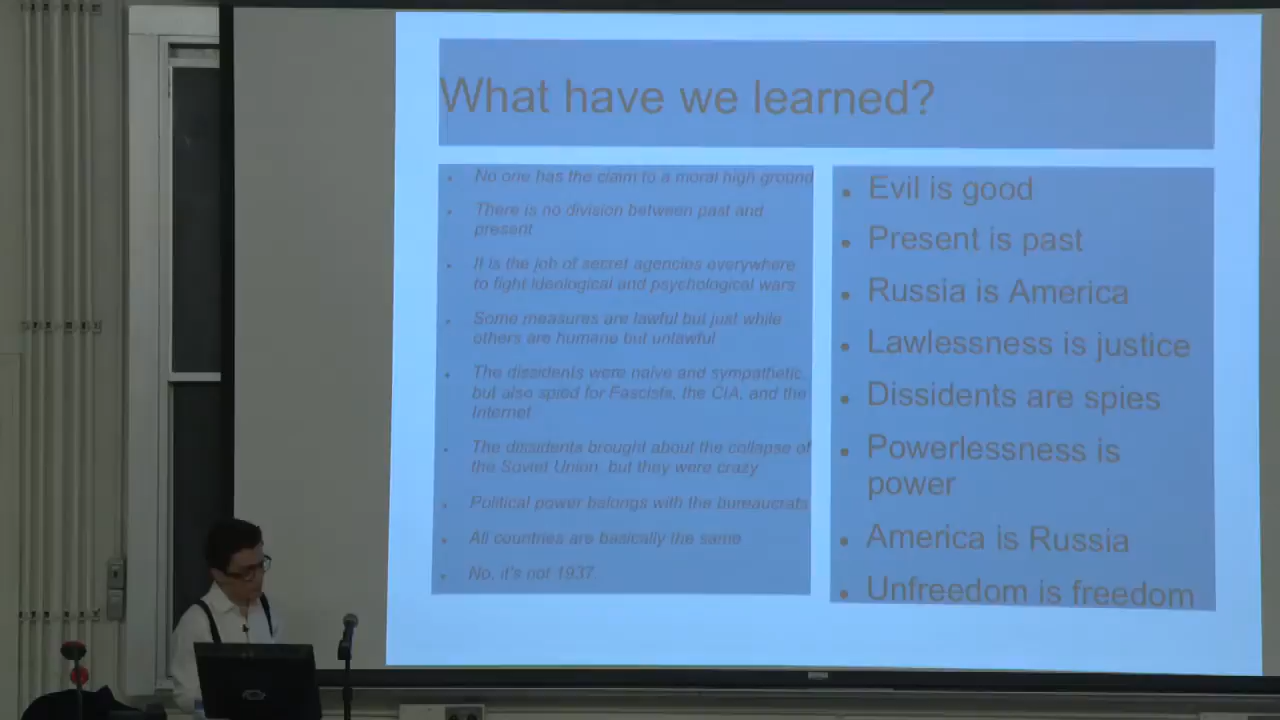 What have we learned?
No one has the claim to a moral high ground
There is no division between past and
present
It is the job of secret agencies everywhere
to fight ideological and psychological wars
Some measures are lawful but just while
others are humane but unlawful
The dissidents were naive and sympathetic,
but also spied for Fascists, the CIA, and the
Internet
The dissidents brought about the collapse of
the Soviet Union, but they were crazy
Political power belongs with the bureaucrats
All countries are basically the same
No, it's not 1937
Evil is good
Present is past
Russia is America
Lawlessness is justice
Dissidents are spies
Powerlessness is
power
America is Russia
Unfreedom is freedom